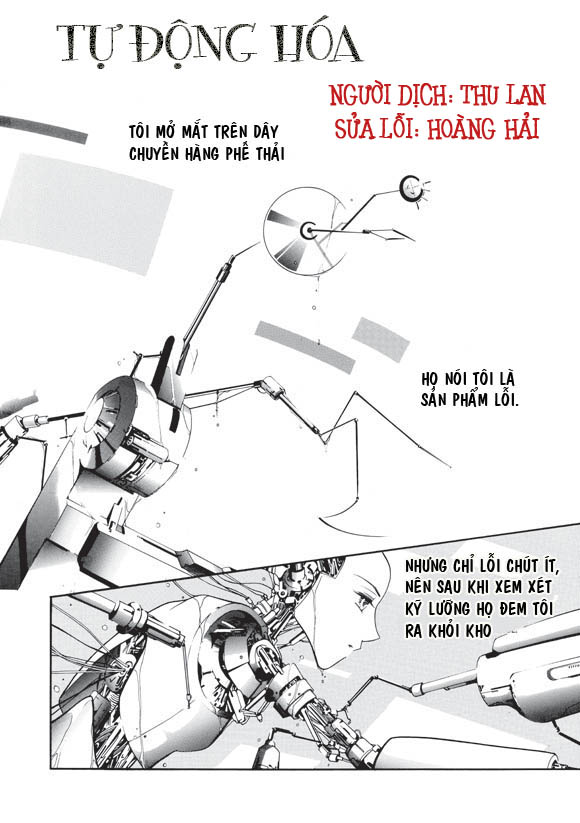 TỰ ĐỘNG HÓA
NGƯỜI DỊCH: THU LAN
SỬA LỖI: HOÀNG HẢI
TÔI MỞ MẮT TRÊN DÂY
CHUYỀN HÀNG PHẾ THẢI
HỌ NÓI TÔI LÀ
SẢN PHẨM LỖI.
NHƯNG CHỈ LỖI CHÚT ÍT,
NÊN SAU KHI XEM XÉT
KỸ LƯỠNG HỌ ĐEM TÔI
RA KHỎI KHO